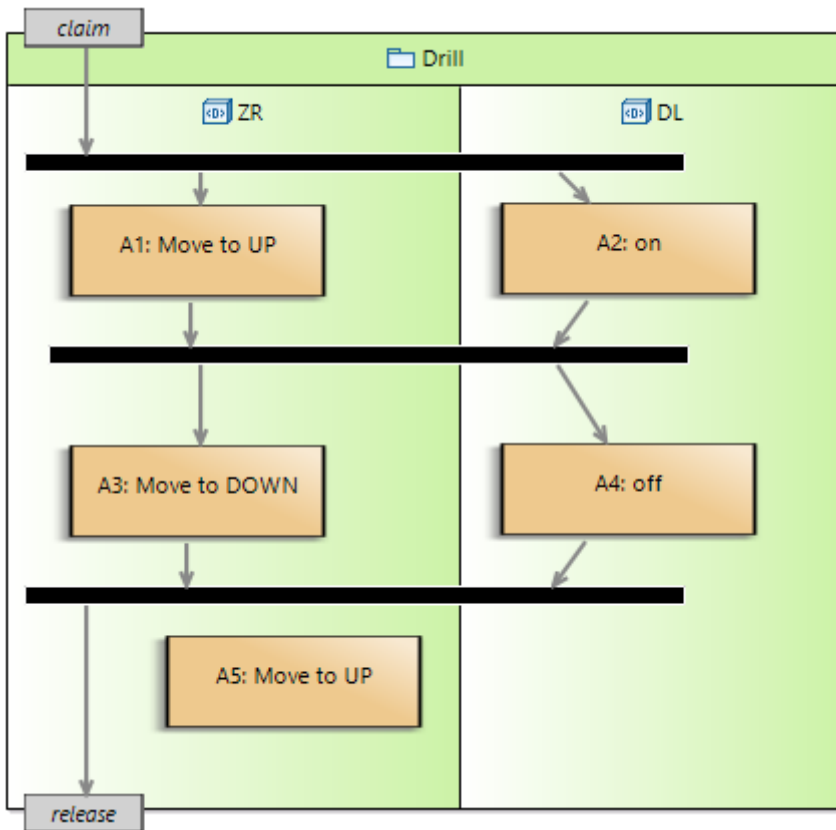 claim
Drill
ZR
DL
A1: Move to UP
A2: on
A3: Move to DOWN
A4: off
A5: Move to UP
release